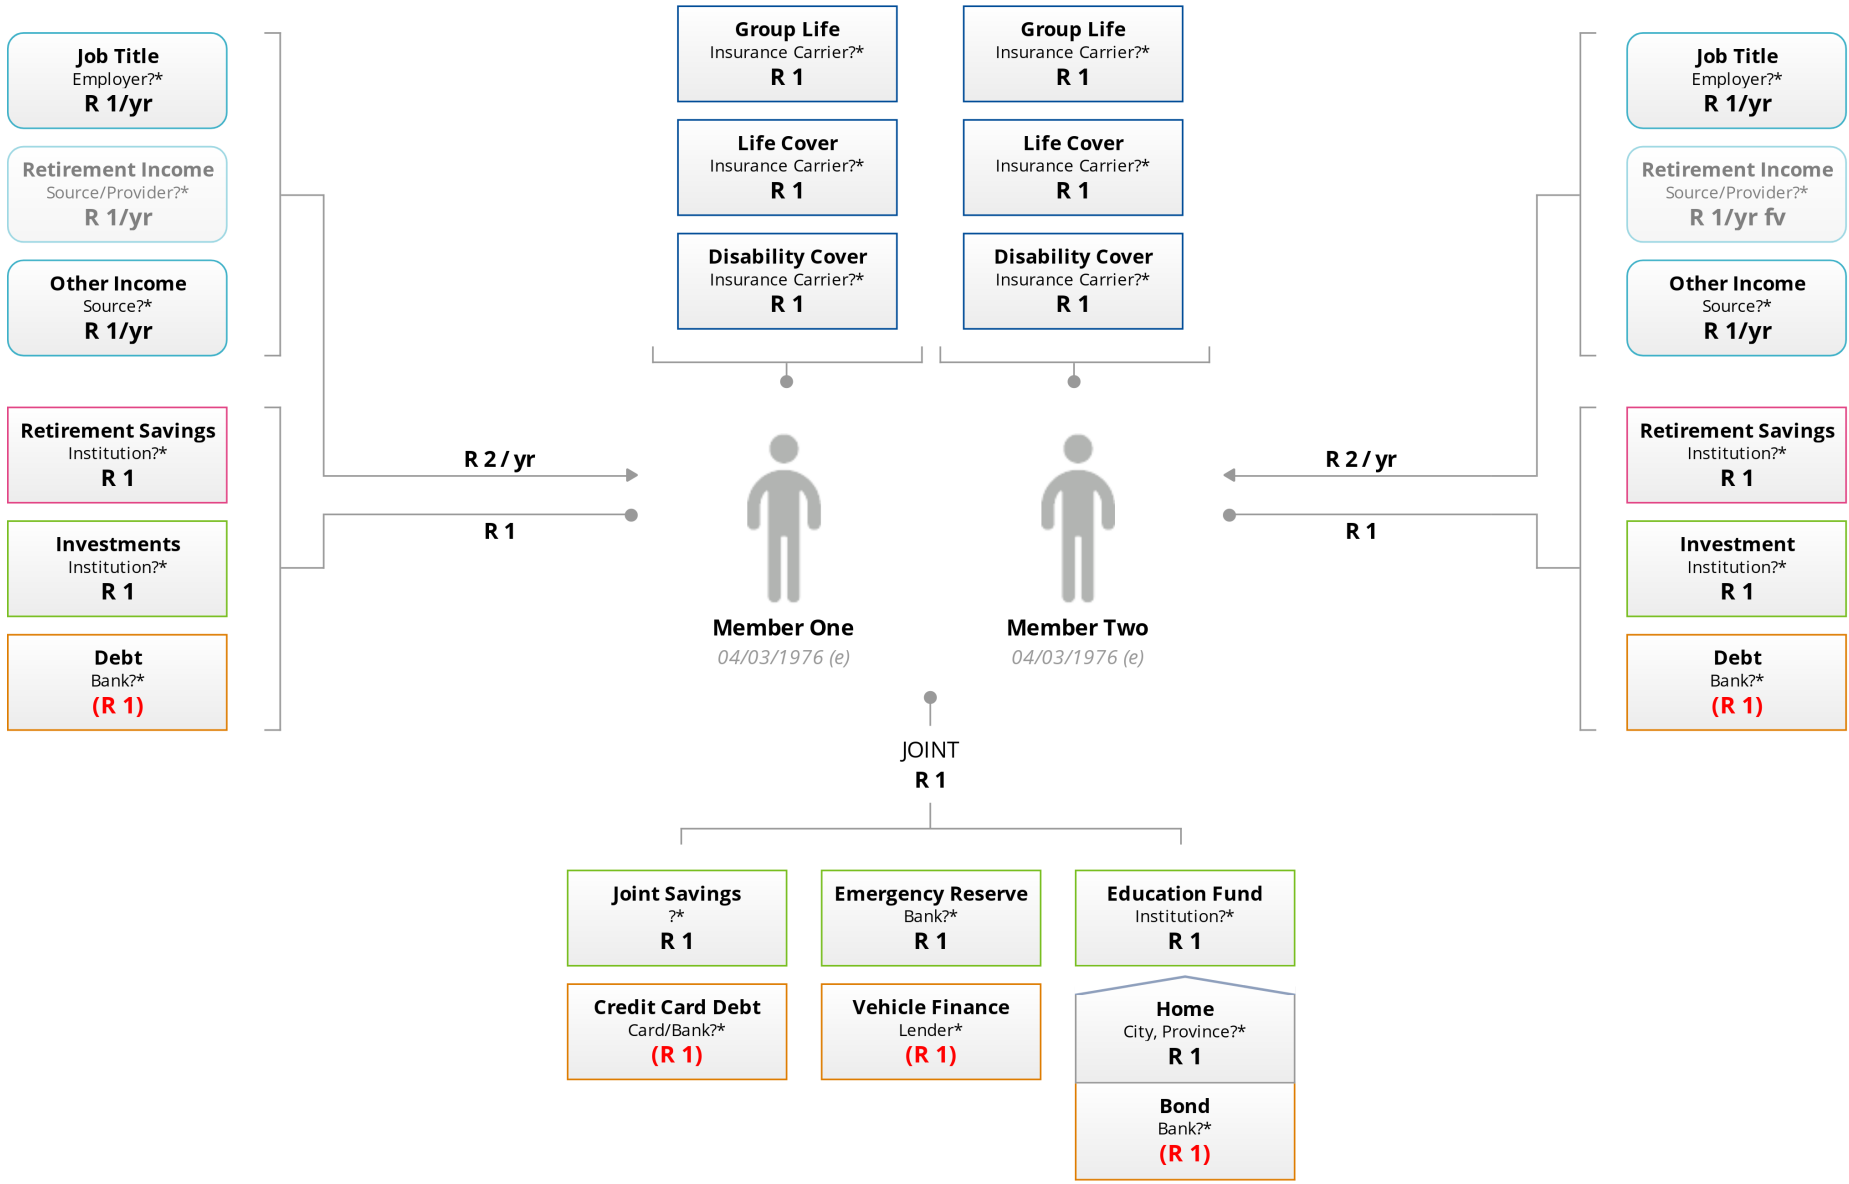 Job Title
Employer?*
R 1/yr
Retirement Income
Source/Provider?*
R 1/yr
Other Income
Source?*
R 1/yr
Retirement Savings
Institution?*
R 1
Investments
Institution?*
R 1
Debt
Bank?*
(R 1)
R 2 / yr
R 1
Group Life
Insurance Carrier?*
R 1
Life Cover
Insurance Carrier?*
R 1
Disability Cover
Insurance Carrier?*
R 1
Member One
04/03/1976 (e)
Group Life
Insurance Carrier?*
R 1
Life Cover
Insurance Carrier?*
R 1
Disability Cover
Insurance Carrier?*
R 1
Member Two
04/03/1976 (e)
R 2 / yr
R 1
Job Title
Employer?*
R 1/yr
Retirement Income
Source/Provider?*
R 1/yr fv
Other Income
Source?*
R 1/yr
Retirement Savings
Institution?*
R 1
Investment
Institution?*
R 1
Debt
Bank?*
(R 1)
JOINT
R 1
Joint Savings
?*
R 1
Emergency Reserve
Bank?*
R 1
Education Fund
Institution?*
R 1
Credit Card Debt
Card/Bank?*
(R 1)
Vehicle Finance
Lender*
(R 1)
Home
City, Province?*
R 1
Bond
Bank?*
(R 1)